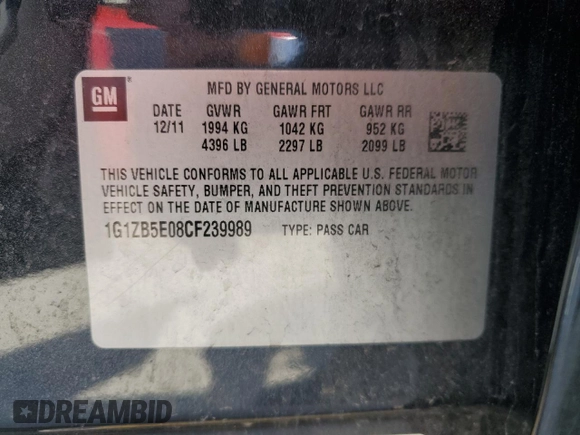 GM
MFD BY GENERAL MOTORS LLC
DATE GVWR GAWR FRT GAWR RR
12/11 1994 KG 1042 KG 952 KG
4396 LB 2297 LB 2099 LB
THIS VEHICLE CONFORMS TO ALL APPLICABLE U.S. FEDERAL MOTOR
VEHICLE SAFETY, BUMPER, AND THEFT PREVENTION STANDARDS IN
EFFECT ON THE DATE OF MANUFACTURE SHOWN ABOVE.
1G1ZB5E08CF239989 TYPE: PASS CAR
DREAMBID